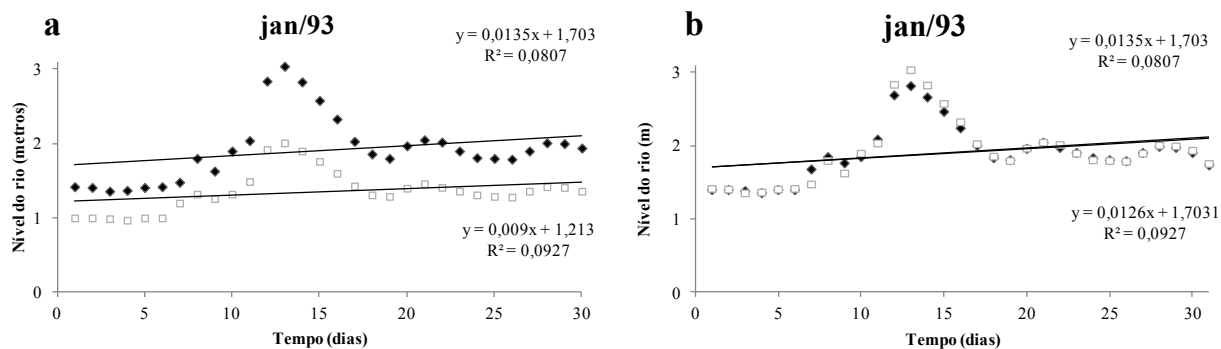 a
jan/93
y = 0,0135x + 1,703
R² = 0,0807
Nível do rio (metros)
3
2
1
0
y = 0,009x + 1,213
R² = 0,0927
0 5 10 15 20 25 30
Tempo (dias)
b
jan/93
y = 0,0135x + 1,703
R² = 0,0807
Nível do rio (m)
3
2
1
0
y = 0,0126x + 1,7031
R² = 0,0927
0 5 10 15 20 25 30
Tempo (dias)